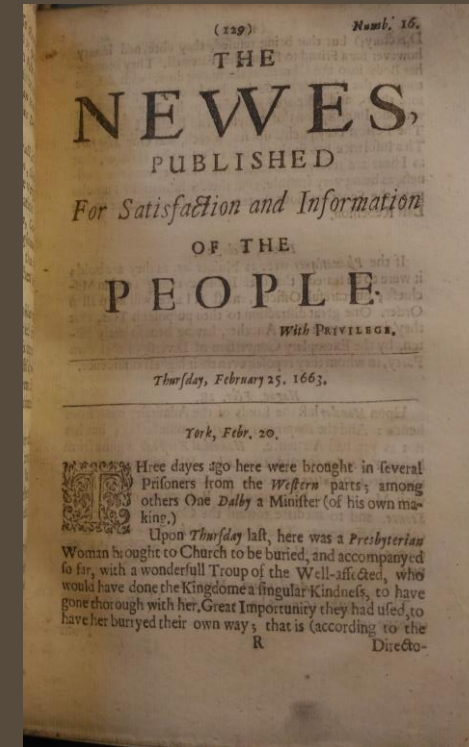 (129)
Numb. 16.
THE
NEWES,
PUBLISHED
For Satisfaction and Information
OF THE
PEOPLE.
With PRIVILEGE.
Thurſday, February 25. 1663.
York, Febr. 20.
THree dayes ago here were brought in ſeveral
Priſoners from the Weſtern parts; among
others One Dalby a Miniſter (of his own ma-
king.)
Upon Thurſday laſt, here was a Presbyterian
Woman brought to Church to be buried, and accompanyed
ſo far, with a wonderfull Troup of the Well-affected, who
would have done the Kingdome a ſingular Kindneſs, to have
gone thorough with her, Great Importunity they had uſed, to
have her burryed their own way; that is (according to the
R
Directo-